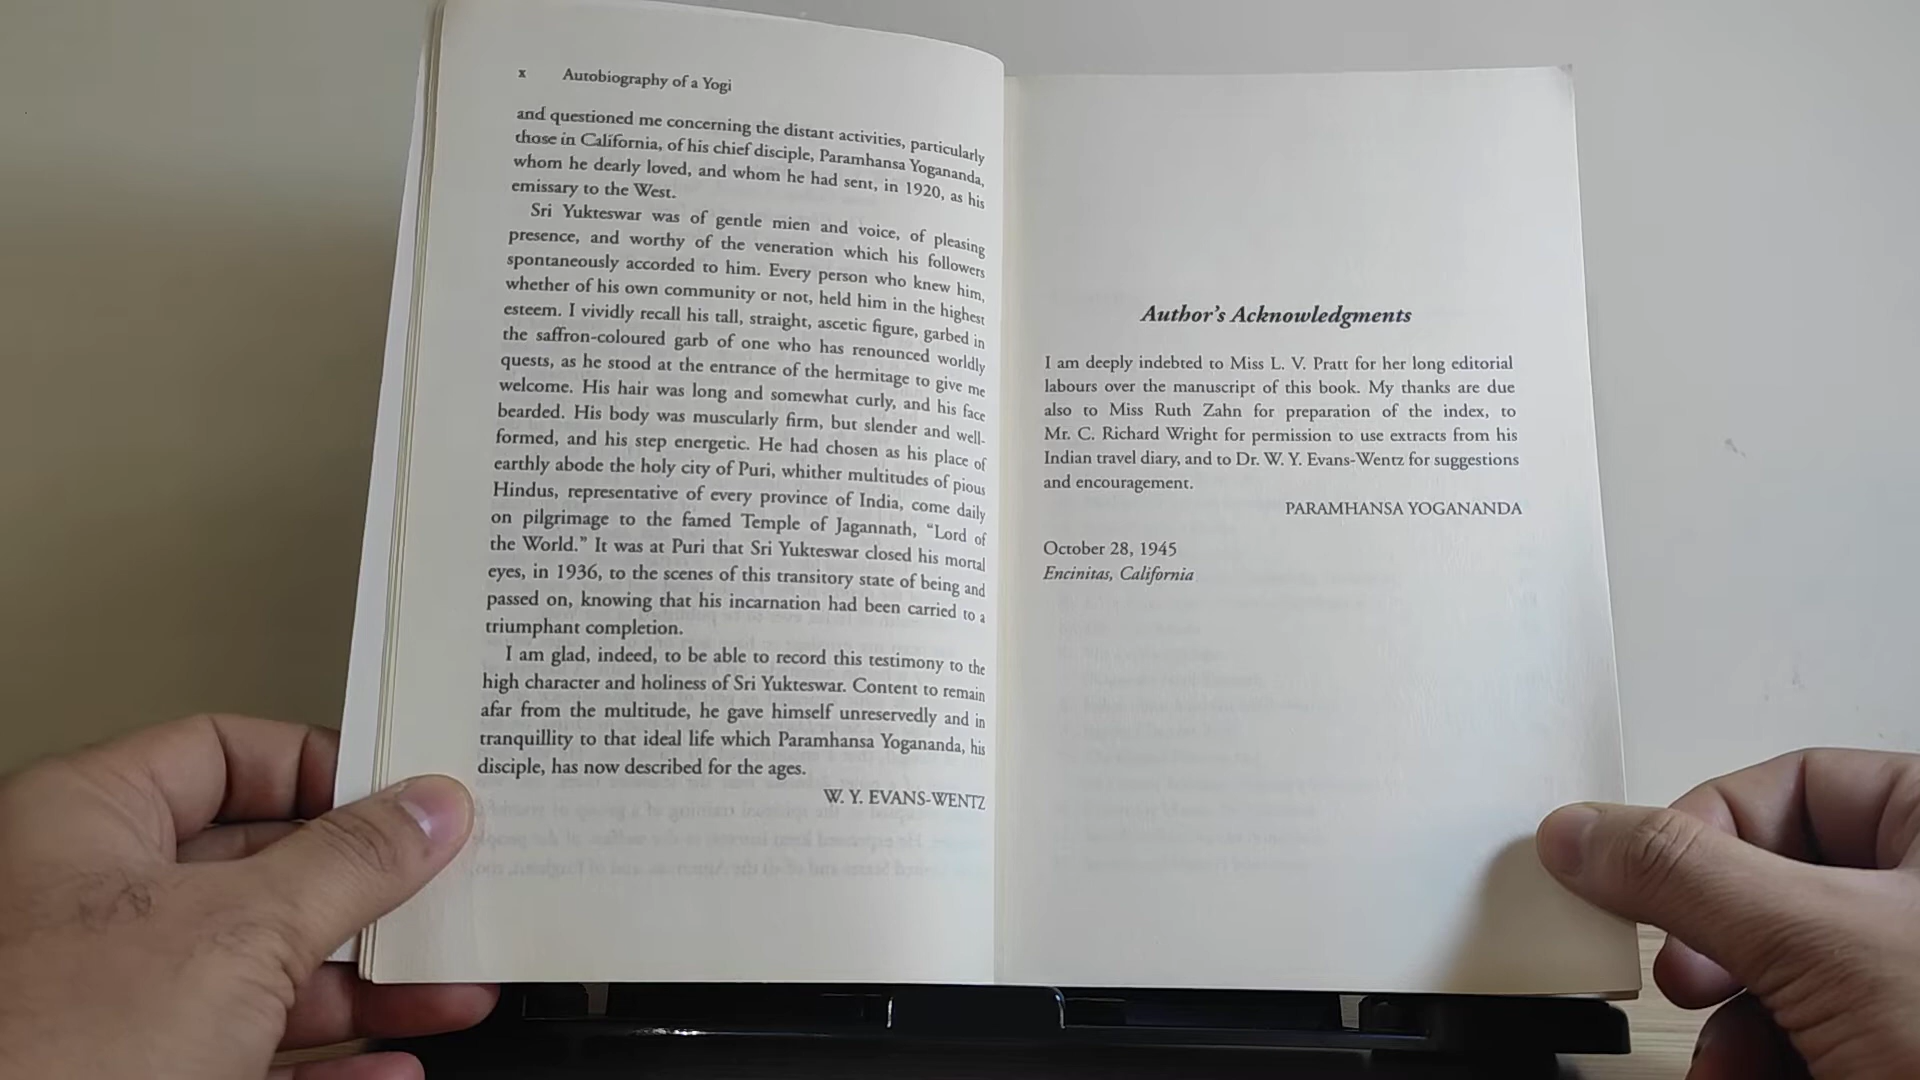 x Autobiography of a Yogi
and questioned me concerning the distant activities, particularly
those in California, of his chief disciple, Paramhansa Yogananda,
whom he dearly loved, and whom he had sent, in 1920, as his
emissary to the West.
Sri Yukteswar was of gentle mien and voice, of pleasing
presence, and worthy of the veneration which his followers
spontaneously accorded to him. Every person who knew him,
whether of his own community or not, held him in the highest
esteem. I vividly recall his tall, straight, ascetic figure, garbed in
the saffron-coloured garb of one who has renounced worldly
quests, as he stood at the entrance of the hermitage to give me
welcome. His hair was long and somewhat curly, and his face
bearded. His body was muscularly firm, but slender and well-
formed, and his step energetic. He had chosen as his place of
earthly abode the holy city of Puri, whither multitudes of pious
Hindus, representative of every province of India, come daily
on pilgrimage to the famed Temple of Jagannath, “Lord of
the World.” It was at Puri that Sri Yukteswar closed his mortal
eyes, in 1936, to the scenes of this transitory state of being and
passed on, knowing that his incarnation had been carried to a
triumphant completion.
I am glad, indeed, to be able to record this testimony to the
high character and holiness of Sri Yukteswar. Content to remain
afar from the multitude, he gave himself unreservedly and in
tranquillity to that ideal life which Paramhansa Yogananda, his
disciple, has now described for the ages.
W. Y. EVANS-WENTZ
Author’s Acknowledgments
I am deeply indebted to Miss L. V. Pratt for her long editorial
labours over the manuscript of this book. My thanks are due
also to Miss Ruth Zahn for preparation of the index, to
Mr. C. Richard Wright for permission to use extracts from his
Indian travel diary, and to Dr. W. Y. Evans-Wentz for suggestions
and encouragement.
PARAMHANSA YOGANANDA
October 28, 1945
Encinitas, California